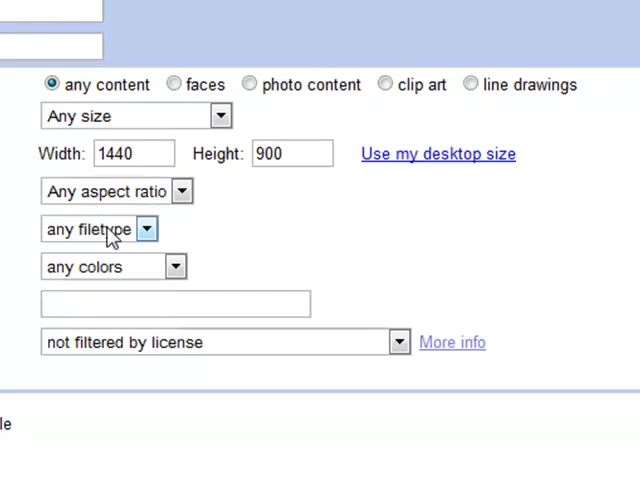 any content faces photo content clip art line drawings
Any size
Width: 1440 Height: 900 Use my desktop size
Any aspect ratio
any filetype
any colors
not filtered by license More info
le